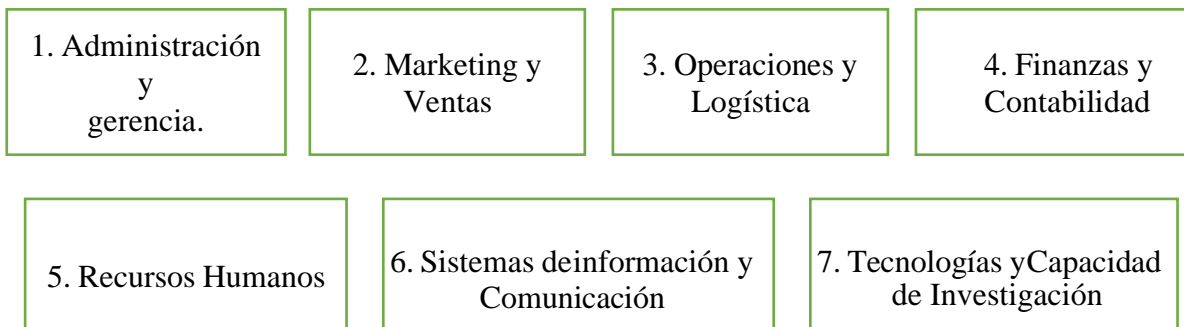 1. Administración
y
gerencia.
2. Marketing y
Ventas
3. Operaciones y
Logística
4. Finanzas y
Contabilidad
5. Recursos Humanos
6. Sistemas deinformación y
Comunicación
7. Tecnologías yCapacidad
de Investigación